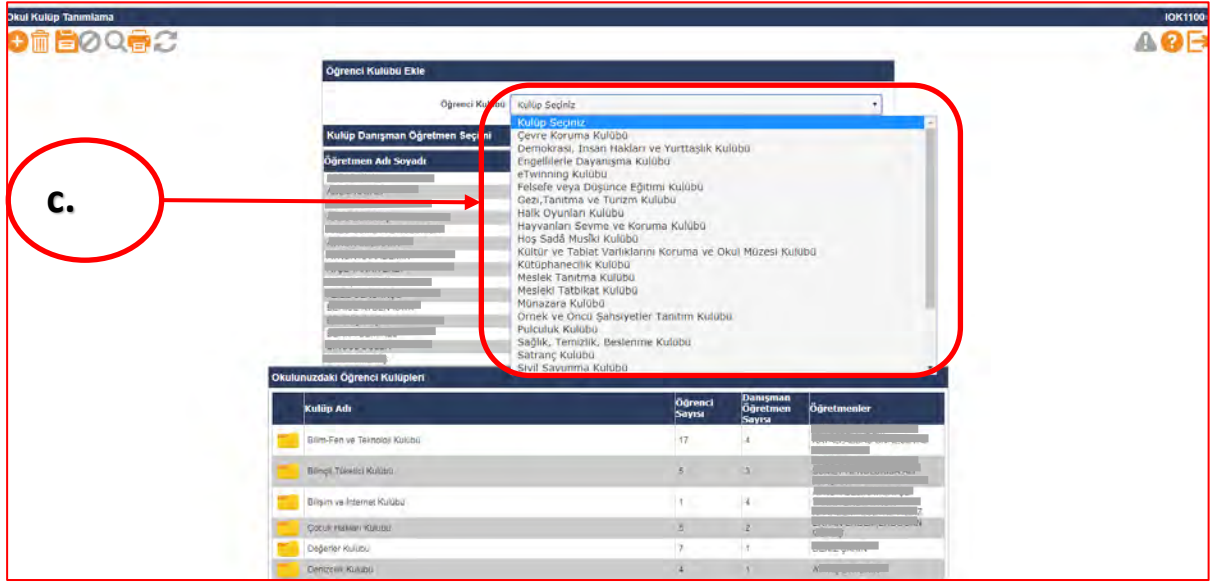 Okul Kulüp Tanımlama
IOK1100
Öğrenci Kulübü Ekle
Öğrenci Kulübü
Kulüp Seçiniz
Kulüp Danışman Öğretmen Seçimi
Öğretmen Adı Soyadı
c.
Kulüp Seçiniz
Çevre Koruma Kulübü
Demokrasi, İnsan Hakları ve Yurttaşlık Kulübü
Engellilerle Dayanışma Kulübü
eTwinning Kulübü
Felsefe veya Düşünce Eğitimi Kulübü
Gezi,Tanıtma ve Turizm Kulübü
Halk Oyunları Kulübü
Hayvanları Sevme ve Koruma Kulübü
Hoş Sadâ Musîki Kulübü
Kültür ve Tabiat Varlıklarını Koruma ve Okul Müzesi Kulübü
Kütüphanecilik Kulübü
Meslek Tanıtma Kulübü
Mesleki Tatbikat Kulübü
Münazara Kulübü
Örnek ve Öncü Şahsiyetler Tanıtım Kulübü
Pulculuk Kulübü
Sağlık, Temizlik, Beslenme Kulübü
Satranç Kulübü
Sivil Savunma Kulübü
Okulunuzdaki Öğrenci Kulüpleri
Kulüp Adı Öğrenci Sayısı Danışman Öğretmen Sayısı Öğretmenler
Bilim-Fen ve Teknoloji Kulübü 17 4
Bilinçli Tüketici Kulübü 5 3
Bilişim ve İnternet Kulübü 1 4
Çocuk Hakları Kulübü 5 2
Değerler Kulübü 7 1
Denizcilik Kulübü 4 1